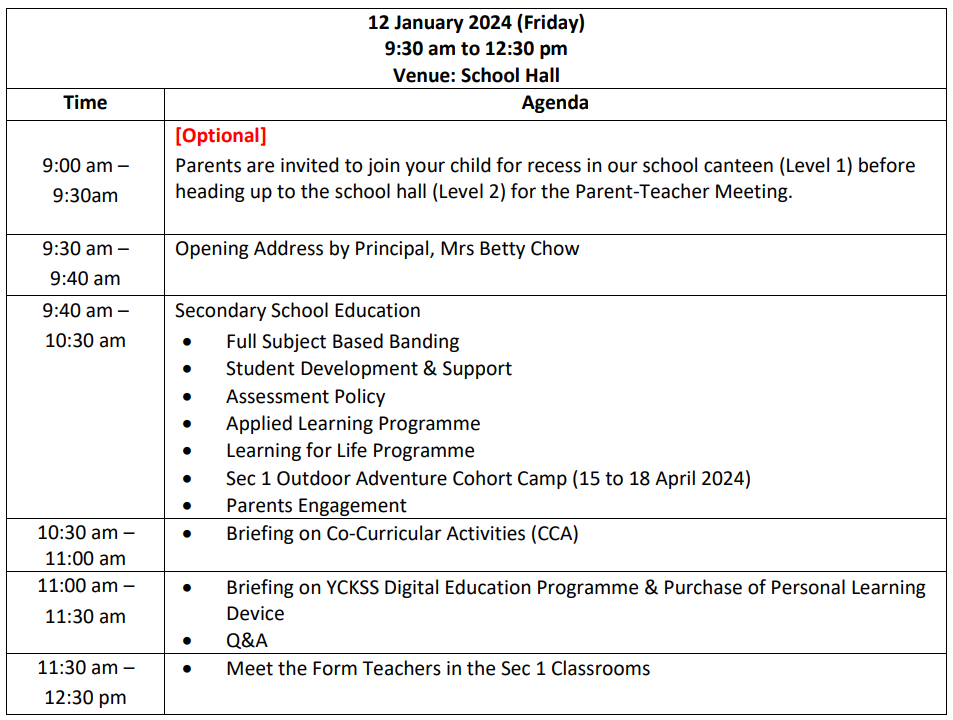 12 January 2024 (Friday)
9:30 am to 12:30 pm
Venue: School Hall
Time Agenda
9:00 am –
9:30am
[Optional]
Parents are invited to join your child for recess in our school canteen (Level 1) before
heading up to the school hall (Level 2) for the Parent-Teacher Meeting.
9:30 am –
9:40 am
Opening Address by Principal, Mrs Betty Chow
9:40 am –
10:30 am
Secondary School Education
• Full Subject Based Banding
• Student Development & Support
• Assessment Policy
• Applied Learning Programme
• Learning for Life Programme
• Sec 1 Outdoor Adventure Cohort Camp (15 to 18 April 2024)
• Parents Engagement
10:30 am –
11:00 am
• Briefing on Co-Curricular Activities (CCA)
11:00 am –
11:30 am
• Briefing on YCKSS Digital Education Programme & Purchase of Personal Learning
Device
• Q&A
11:30 am –
12:30 pm
• Meet the Form Teachers in the Sec 1 Classrooms